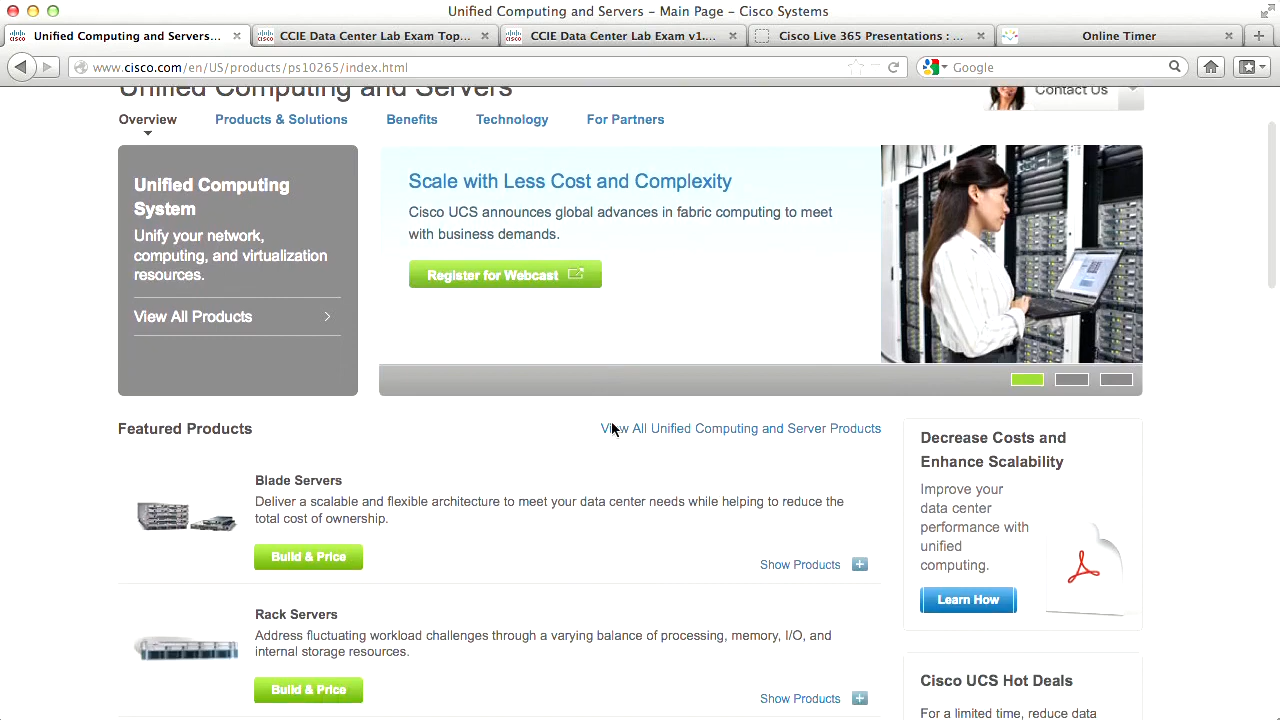 Unified Computing and Servers – Main Page – Cisco Systems
Unified Computing and Servers...
CCIE Data Center Lab Exam Top...
CCIE Data Center Lab Exam v1....
Cisco Live 365 Presentations : ...
Online Timer
www.cisco.com/en/US/products/ps10265/index.html
Google
Unified Computing and Servers
Contact Us
Overview
Products & Solutions
Benefits
Technology
For Partners
Unified Computing
System
Unify your network,
computing, and virtualization
resources.
View All Products
Scale with Less Cost and Complexity
Cisco UCS announces global advances in fabric computing to meet
with business demands.
Register for Webcast
Featured Products
View All Unified Computing and Server Products
Blade Servers
Deliver a scalable and flexible architecture to meet your data center needs while helping to reduce the
total cost of ownership.
Build & Price
Show Products
Rack Servers
Address fluctuating workload challenges through a varying balance of processing, memory, I/O, and
internal storage resources.
Build & Price
Show Products
Decrease Costs and
Enhance Scalability
Improve your
data center
performance with
unified
computing.
Learn How
Cisco UCS Hot Deals
For a limited time, reduce data